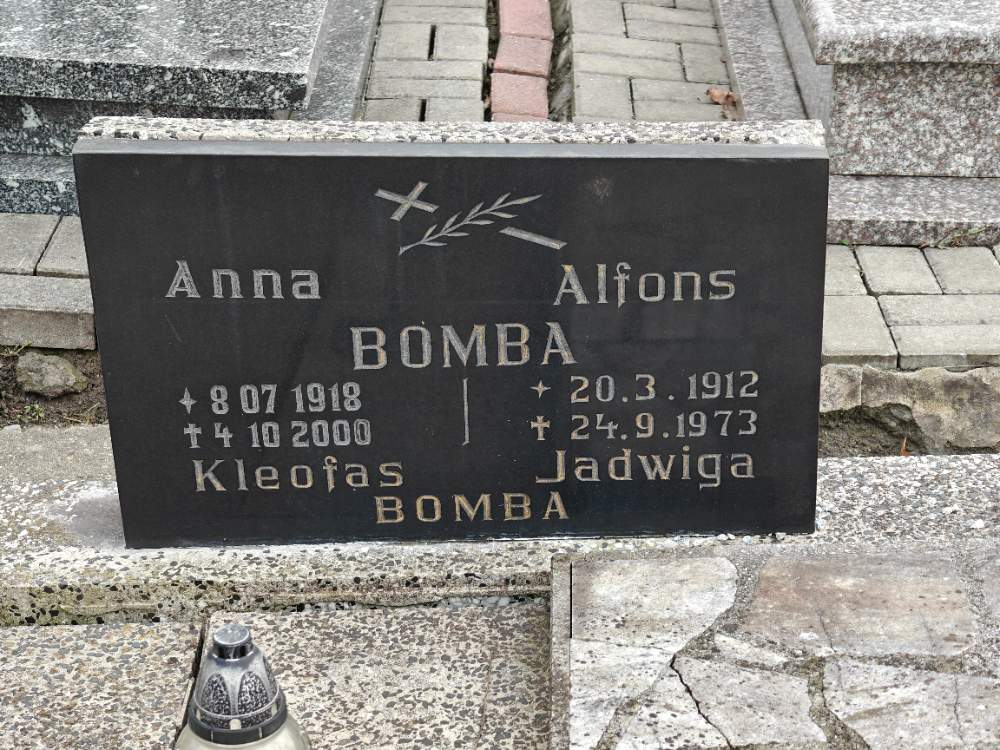 Anna Alfons
BOMBA
8 07 1918 20.3.1912
4 10 2000 24.9.1973
Kleofas Jadwiga
BOMBA